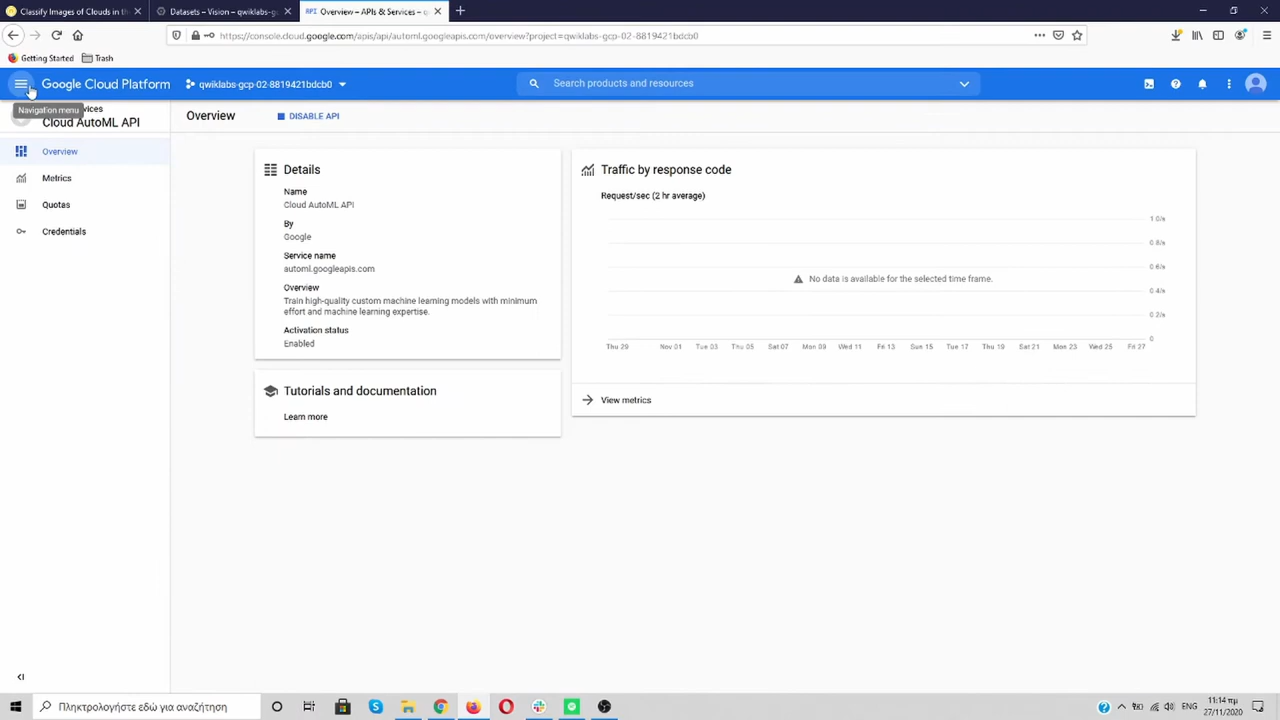 Classify Images of Clouds in th
Datasets – Vision – qwiklabs-gc
API Overview – APIs & Services – q
https://console.cloud.google.com/apis/api/automl.googleapis.com/overview?project=qwiklabs-gcp-02-8819421bdcb0
Getting Started
Trash
Google Cloud Platform
qwiklabs-gcp-02-8819421bdcb0
Search products and resources
Navigation menu
vices
Cloud AutoML API
Overview
DISABLE API
Overview
Metrics
Quotas
Credentials
Details
Name
Cloud AutoML API
By
Google
Service name
automl.googleapis.com
Overview
Train high-quality custom machine learning models with minimum
effort and machine learning expertise.
Activation status
Enabled
Tutorials and documentation
Learn more
Traffic by response code
Request/sec (2 hr average)
1.0/s
0.8/s
0.6/s
No data is available for the selected time frame.
0.4/s
0.2/s
0
Thu 29 Nov 01 Tue 03 Thu 05 Sat 07 Mon 09 Wed 11 Fri 13 Sun 15 Tue 17 Thu 19 Sat 21 Mon 23 Wed 25 Fri 27
View metrics
Πληκτρολογήστε εδώ για αναζήτηση
ENG
11:14 πμ
27/11/2020